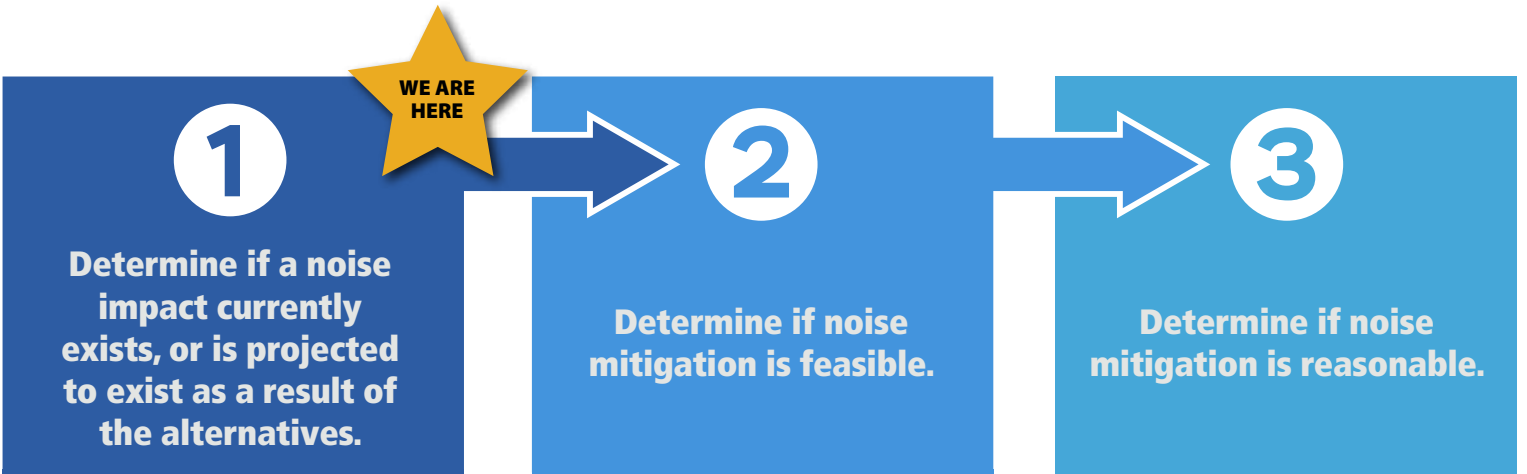 WE ARE
HERE
1
Determine if a noise
impact currently
exists, or is projected
to exist as a result of
the alternatives.
2
Determine if noise
mitigation is feasible.
3
Determine if noise
mitigation is reasonable.